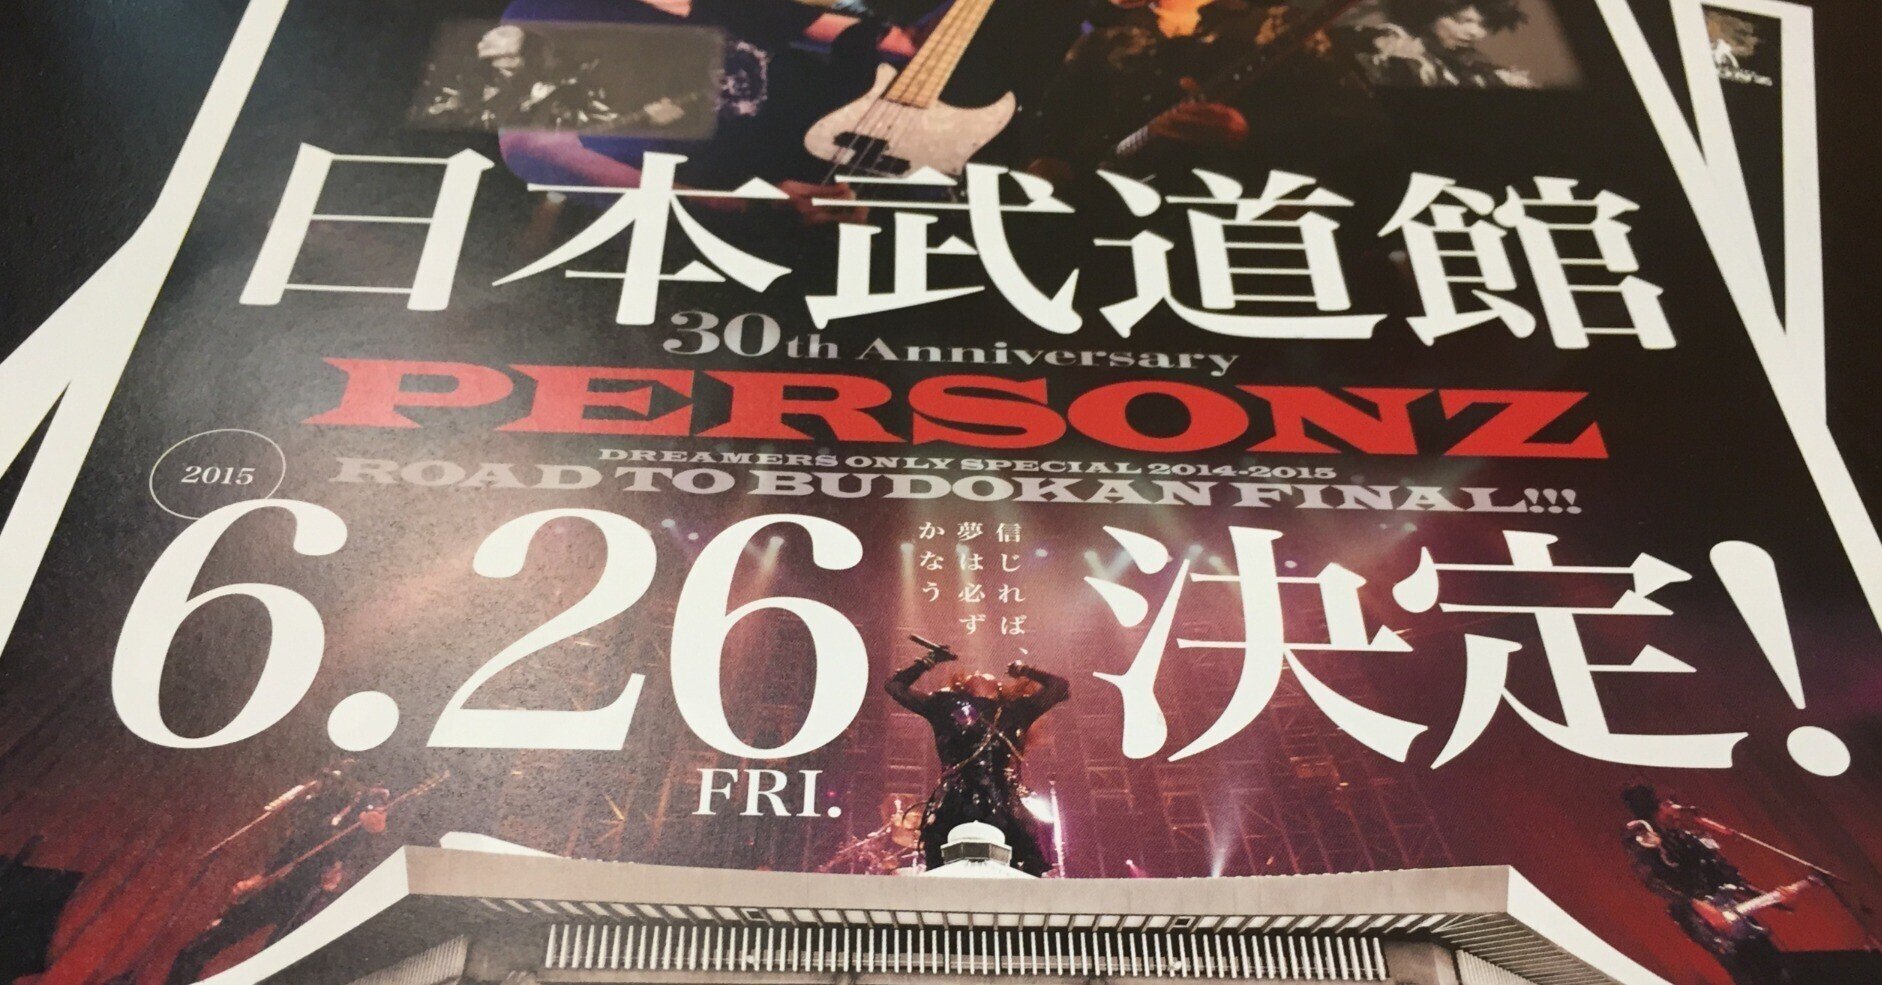 日本武道館
30th Anniversary
PERSONZ
DREAMERS ONLY SPECIAL 2014-2015
ROAD TO BUDOKAN FINAL!!!
2015
6.26
FRI.
信じれば、
夢は必ず
かなう
決定!